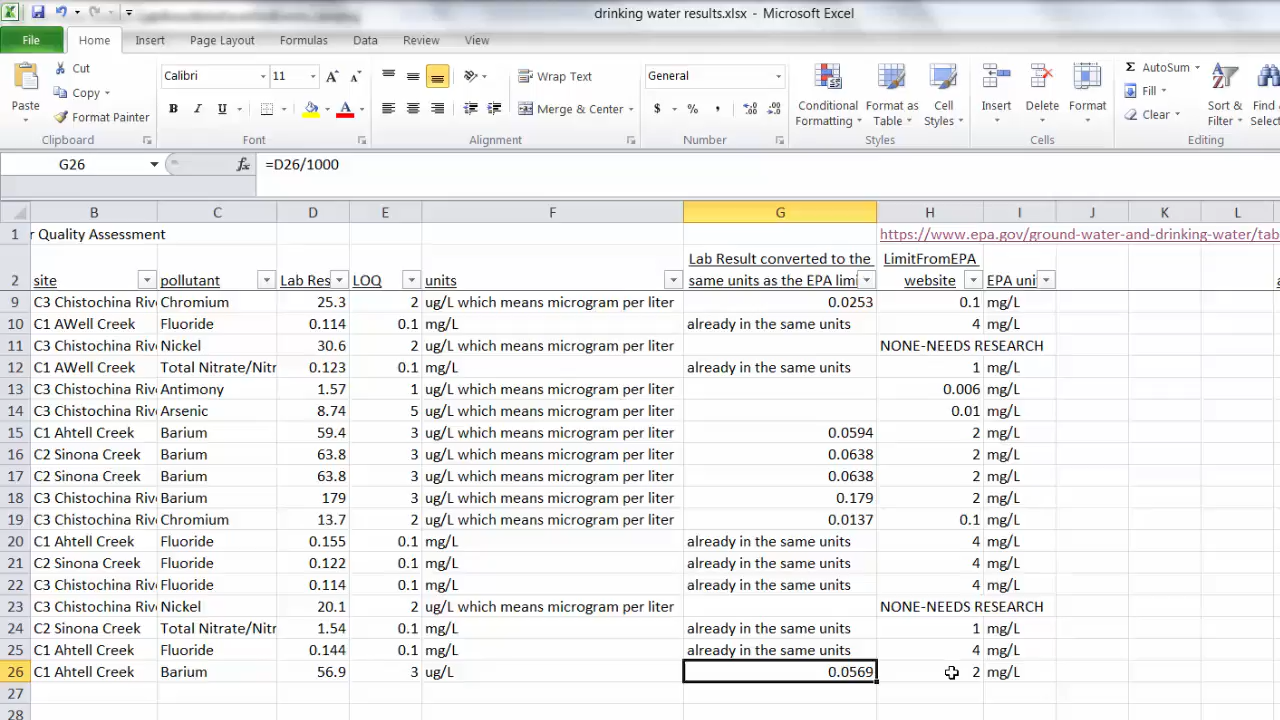 drinking water results.xlsx - Microsoft Excel
File Home Insert Page Layout Formulas Data Review View
Paste Cut Copy Format Painter Clipboard
Calibri 11 A A B I U A Font
Wrap Text Merge & Center Alignment
General $ % , .0 .00 .00 .0 Number
Conditional Formatting Format as Table Cell Styles Styles
Insert Delete Format Cells
Σ AutoSum Fill Clear Sort & Filter Editing
G26 fx =D26/1000
B C D E F G H I J K L
1 r Quality Assessment https://www.epa.gov/ground-water-and-drinking-water/tab
Lab Result converted to the LimitFromEPA
2 site pollutant Lab Res LOQ units same units as the EPA limi website EPA uni
9 C3 Chistochina Riv Chromium 25.3 2 ug/L which means microgram per liter 0.0253 0.1 mg/L
10 C1 AWell Creek Fluoride 0.114 0.1 mg/L already in the same units 4 mg/L
11 C3 Chistochina Riv Nickel 30.6 2 ug/L which means microgram per liter NONE-NEEDS RESEARCH
12 C1 AWell Creek Total Nitrate/Nitr 0.123 0.1 mg/L already in the same units 1 mg/L
13 C3 Chistochina Riv Antimony 1.57 1 ug/L which means microgram per liter 0.006 mg/L
14 C3 Chistochina Riv Arsenic 8.74 5 ug/L which means microgram per liter 0.01 mg/L
15 C1 Ahtell Creek Barium 59.4 3 ug/L which means microgram per liter 0.0594 2 mg/L
16 C2 Sinona Creek Barium 63.8 3 ug/L which means microgram per liter 0.0638 2 mg/L
17 C2 Sinona Creek Barium 63.8 3 ug/L which means microgram per liter 0.0638 2 mg/L
18 C3 Chistochina Riv Barium 179 3 ug/L which means microgram per liter 0.179 2 mg/L
19 C3 Chistochina Riv Chromium 13.7 2 ug/L which means microgram per liter 0.0137 0.1 mg/L
20 C1 Ahtell Creek Fluoride 0.155 0.1 mg/L already in the same units 4 mg/L
21 C2 Sinona Creek Fluoride 0.122 0.1 mg/L already in the same units 4 mg/L
22 C3 Chistochina Riv Fluoride 0.114 0.1 mg/L already in the same units 4 mg/L
23 C3 Chistochina Riv Nickel 20.1 2 ug/L which means microgram per liter NONE-NEEDS RESEARCH
24 C2 Sinona Creek Total Nitrate/Nitr 1.54 0.1 mg/L already in the same units 1 mg/L
25 C1 Ahtell Creek Fluoride 0.144 0.1 mg/L already in the same units 4 mg/L
26 C1 Ahtell Creek Barium 56.9 3 ug/L 0.0569 2 mg/L
27
28